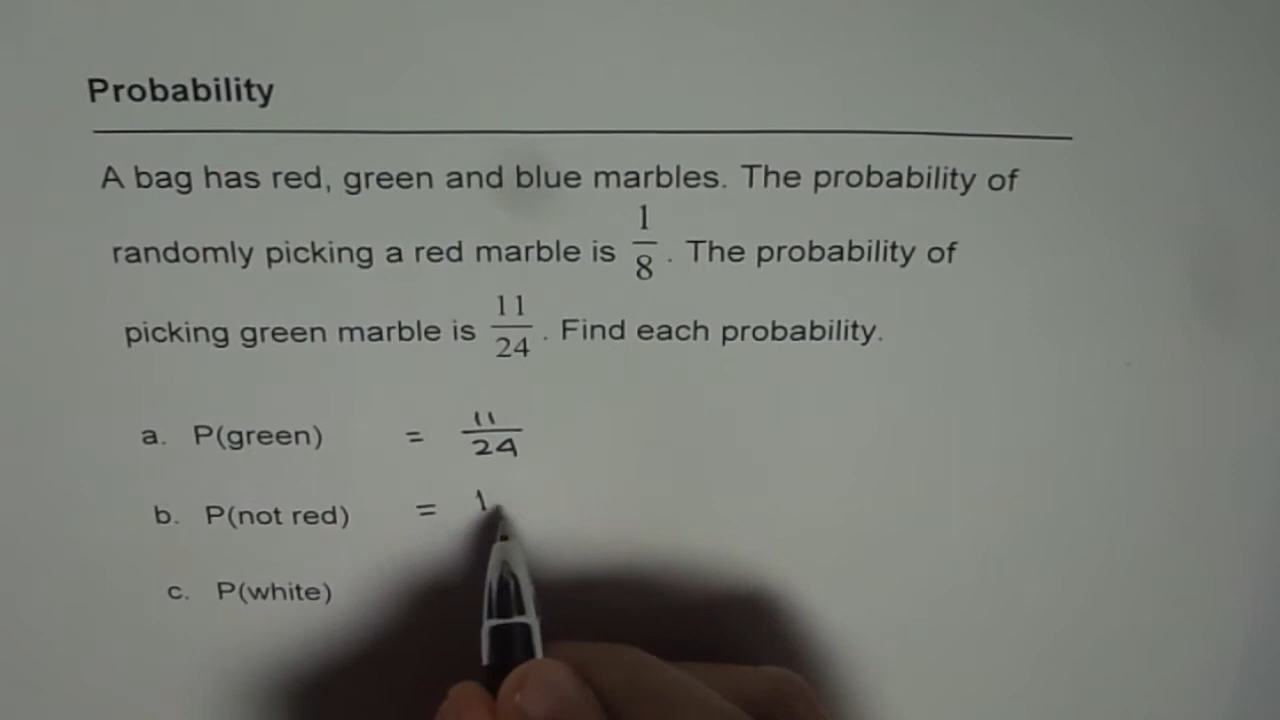 Probability
A bag has red, green and blue marbles. The probability of
randomly picking a red marble is 1/8. The probability of
picking green marble is 11/24. Find each probability.
a. P(green) = 11/24
b. P(not red) = 1
c. P(white)